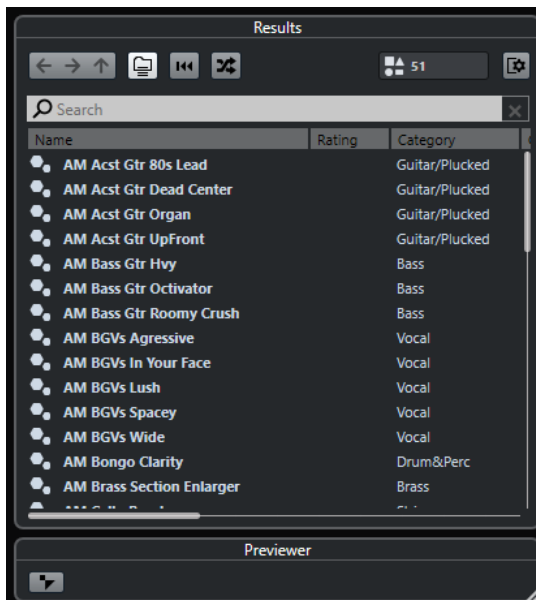 Results
51
Search
Name Rating Category
AM Acst Gtr 80s Lead Guitar/Plucked
AM Acst Gtr Dead Center Guitar/Plucked
AM Acst Gtr Organ Guitar/Plucked
AM Acst Gtr UpFront Guitar/Plucked
AM Bass Gtr Hvy Bass
AM Bass Gtr Octivator Bass
AM Bass Gtr Roomy Crush Bass
AM BGVs Agressive Vocal
AM BGVs In Your Face Vocal
AM BGVs Lush Vocal
AM BGVs Spacey Vocal
AM BGVs Wide Vocal
AM Bongo Clarity Drum&Perc
AM Brass Section Enlarger Brass
Previewer